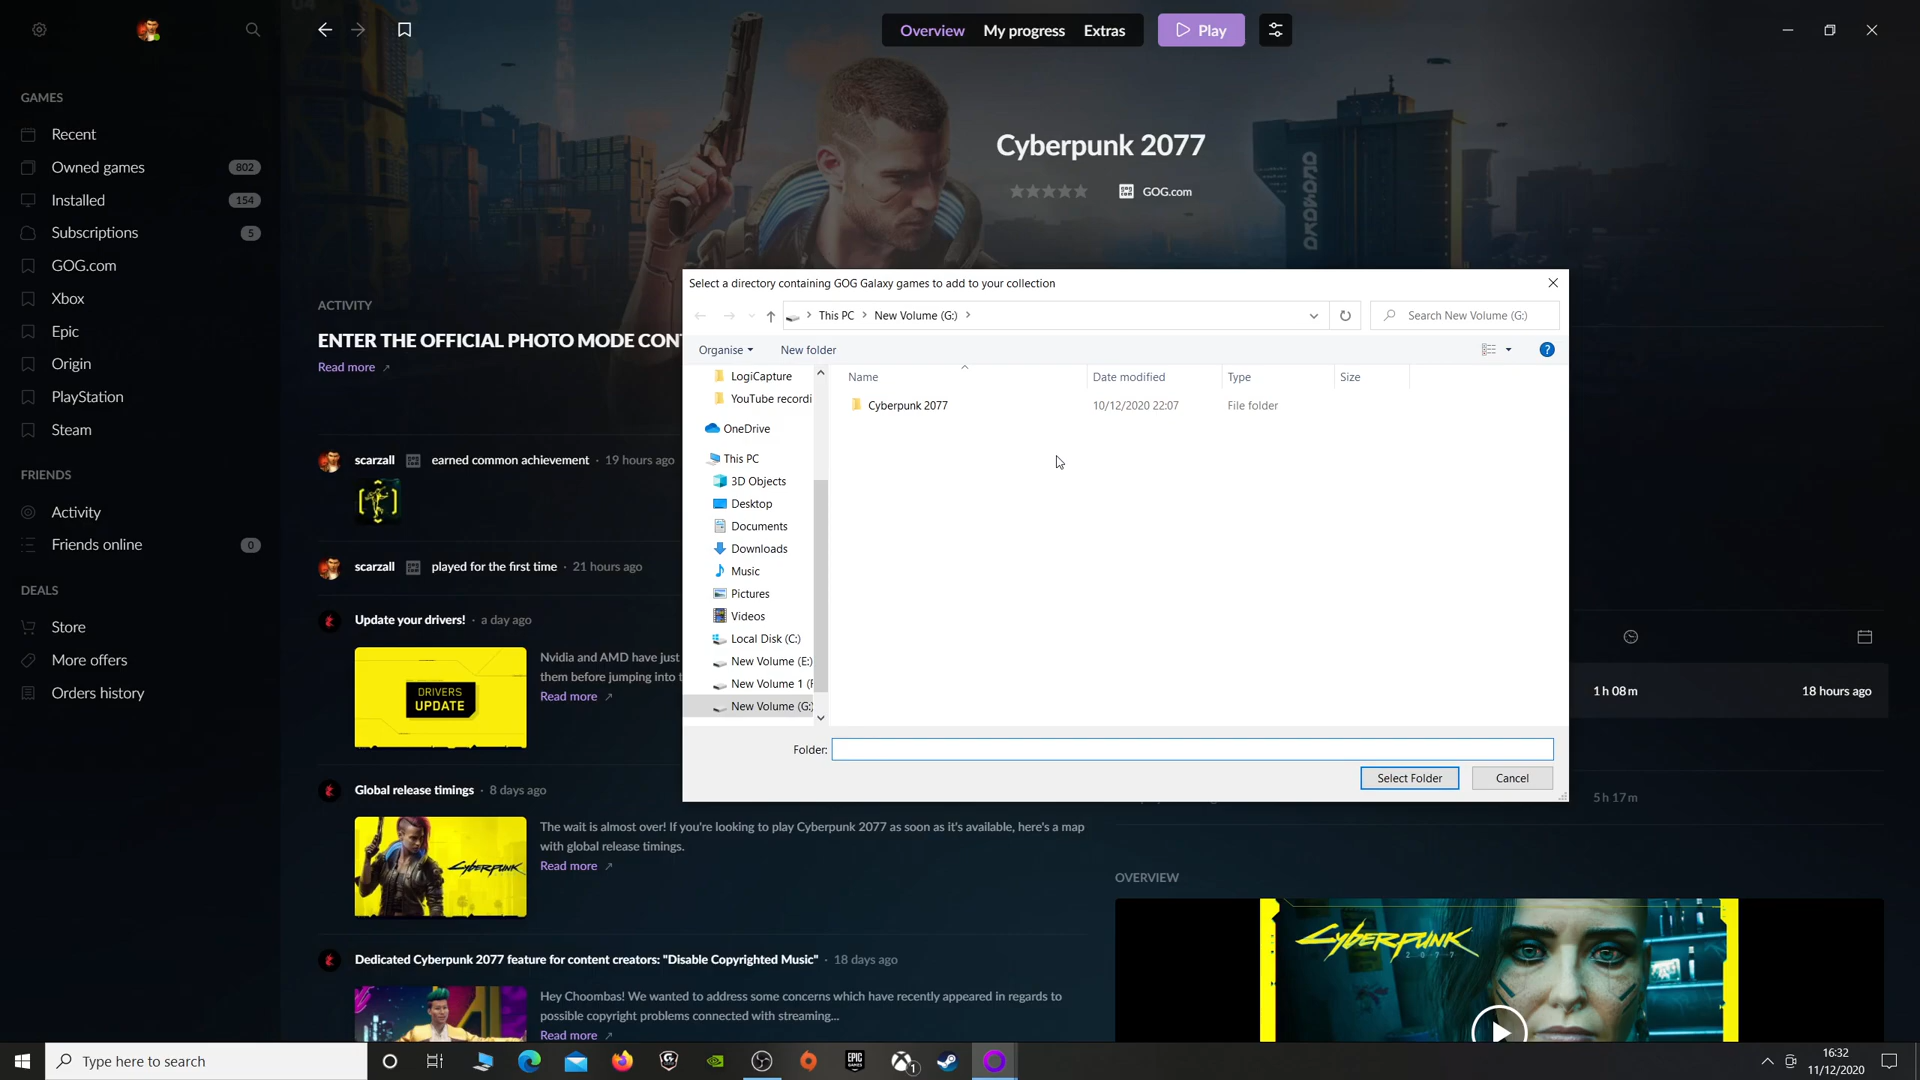 Overview My progress Extras Play
GAMES
Recent
Owned games 802
Installed 154
Subscriptions 5
GOG.com
Xbox
Epic
Origin
PlayStation
Steam
FRIENDS
Activity
Friends online 0
DEALS
Store
More offers
Orders history
Cyberpunk 2077
GOG.com
ACTIVITY
ENTER THE OFFICIAL PHOTO MODE CON
Read more
scarzall earned common achievement · 19 hours ago
scarzall played for the first time · 21 hours ago
Update your drivers! · a day ago
DRIVERS
UPDATE
Nvidia and AMD have just
them before jumping into t
Read more
Global release timings · 8 days ago
CYBERPUNK
The wait is almost over! If you're looking to play Cyberpunk 2077 as soon as it's available, here's a map
with global release timings.
Read more
Dedicated Cyberpunk 2077 feature for content creators: "Disable Copyrighted Music" · 18 days ago
Hey Choombas! We wanted to address some concerns which have recently appeared in regards to
possible copyright problems connected with streaming...
Read more
Select a directory containing GOG Galaxy games to add to your collection
This PC > New Volume (G:) >
Search New Volume (G:)
Organise New folder
LogiCapture
YouTube recordi
OneDrive
This PC
3D Objects
Desktop
Documents
Downloads
Music
Pictures
Videos
Local Disk (C:)
New Volume (E:)
New Volume 1 (F
New Volume (G:)
Name Date modified Type Size
Cyberpunk 2077 10/12/2020 22:07 File folder
Folder:
Select Folder Cancel
1 h 08 m 18 hours ago
5 h 17 m
OVERVIEW
CYBERPUNK
2077
Type here to search
EPIC
GAMES
1
16:32
11/12/2020